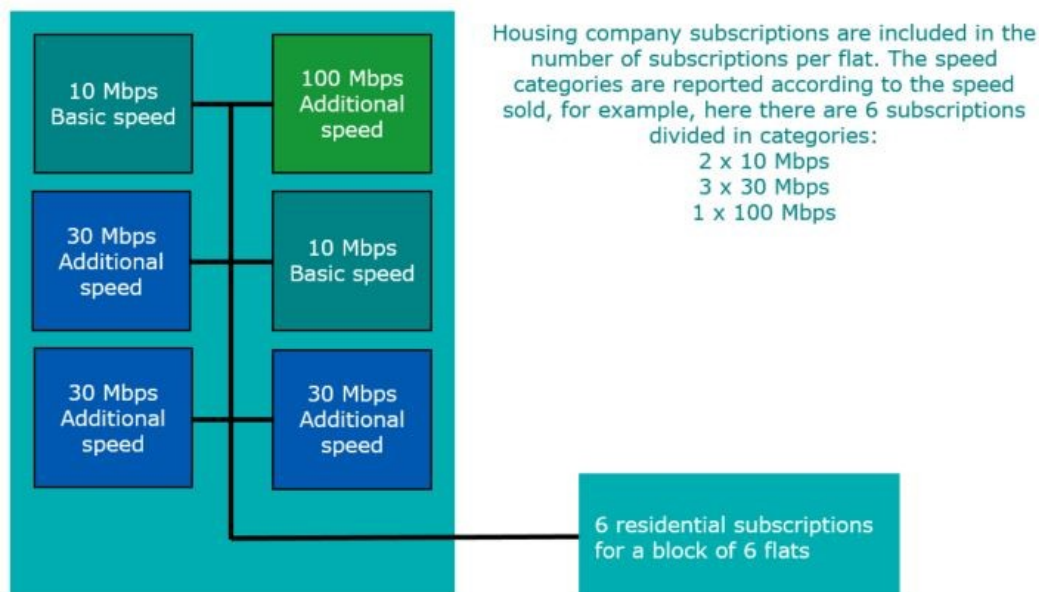 10 Mbps
Basic speed
100 Mbps
Additional
speed
30 Mbps
Additional
speed
10 Mbps
Basic speed
30 Mbps
Additional
speed
30 Mbps
Additional
speed
Housing company subscriptions are included in the
number of subscriptions per flat. The speed
categories are reported according to the speed
sold, for example, here there are 6 subscriptions
divided in categories:
2 x 10 Mbps
3 x 30 Mbps
1 x 100 Mbps
6 residential subscriptions
for a block of 6 flats